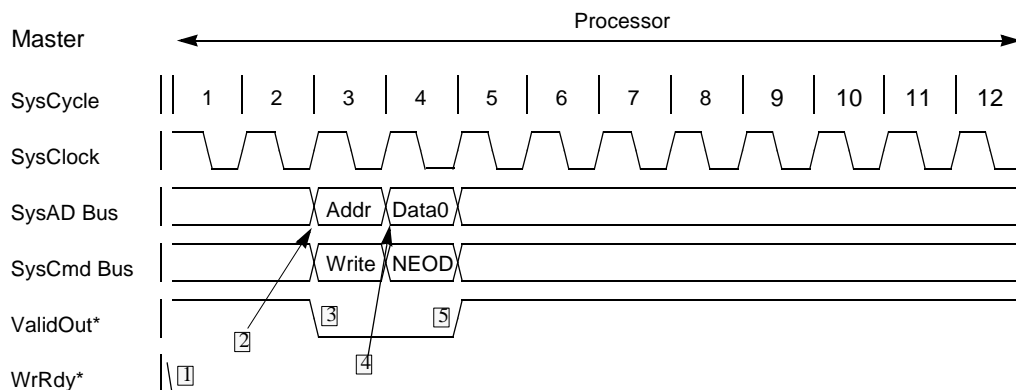 Processor
Master
SysCycle 1 2 3 4 5 6 7 8 9 10 11 12
SysClock
SysAD Bus Addr Data0
SysCmd Bus Write NEOD
ValidOut* 3 5
2 4
WrRdy* 1